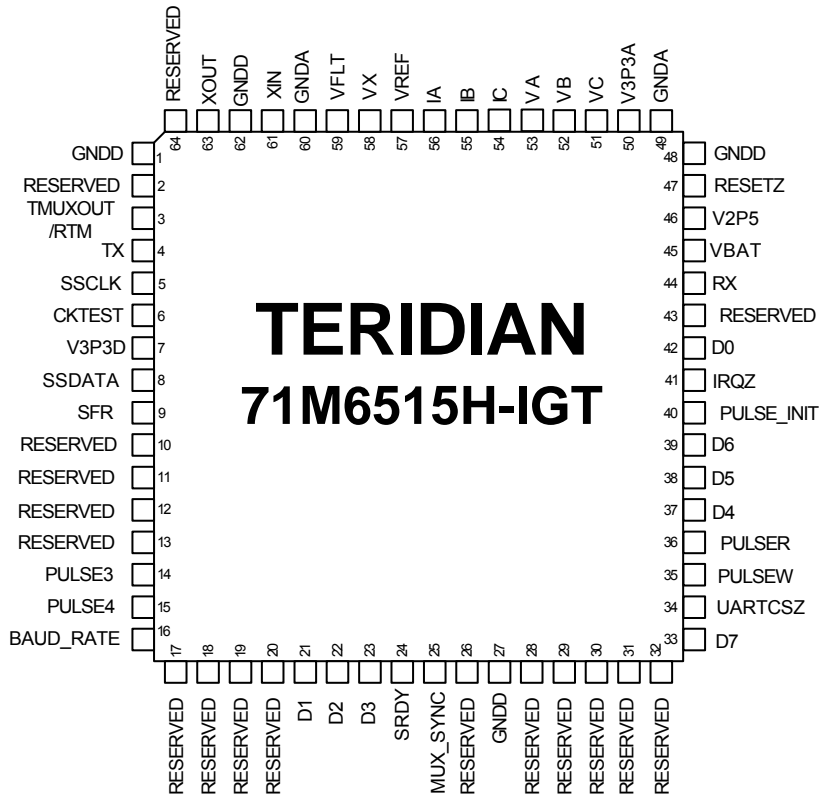 RESERVED
XOUT
GNDD
XIN
GNDA
VFLT
VX
VREF
IA
IB
IC
VA
VB
VC
V3P3A
GNDA
64
63
62
61
60
59
58
57
56
55
54
53
52
51
50
49
GNDD
1
RESERVED
2
TMUXOUT
/RTM
3
TX
4
SSCLK
5
CKTEST
6
V3P3D
7
SSDATA
8
SFR
9
RESERVED
10
RESERVED
11
RESERVED
12
RESERVED
13
PULSE3
14
PULSE4
15
BAUD_RATE
16
TERIDIAN
71M6515H-IGT
48
GNDD
47
RESETZ
46
V2P5
45
VBAT
44
RX
43
RESERVED
42
D0
41
IRQZ
40
PULSE_INIT
39
D6
38
D5
37
D4
36
PULSER
35
PULSEW
34
UARTCSZ
33
D7
17
18
19
20
21
22
23
24
25
26
27
28
29
30
31
32
RESERVED
RESERVED
RESERVED
RESERVED
D1
D2
D3
SRDY
MUX_SYNC
RESERVED
GNDD
RESERVED
RESERVED
RESERVED
RESERVED
RESERVED